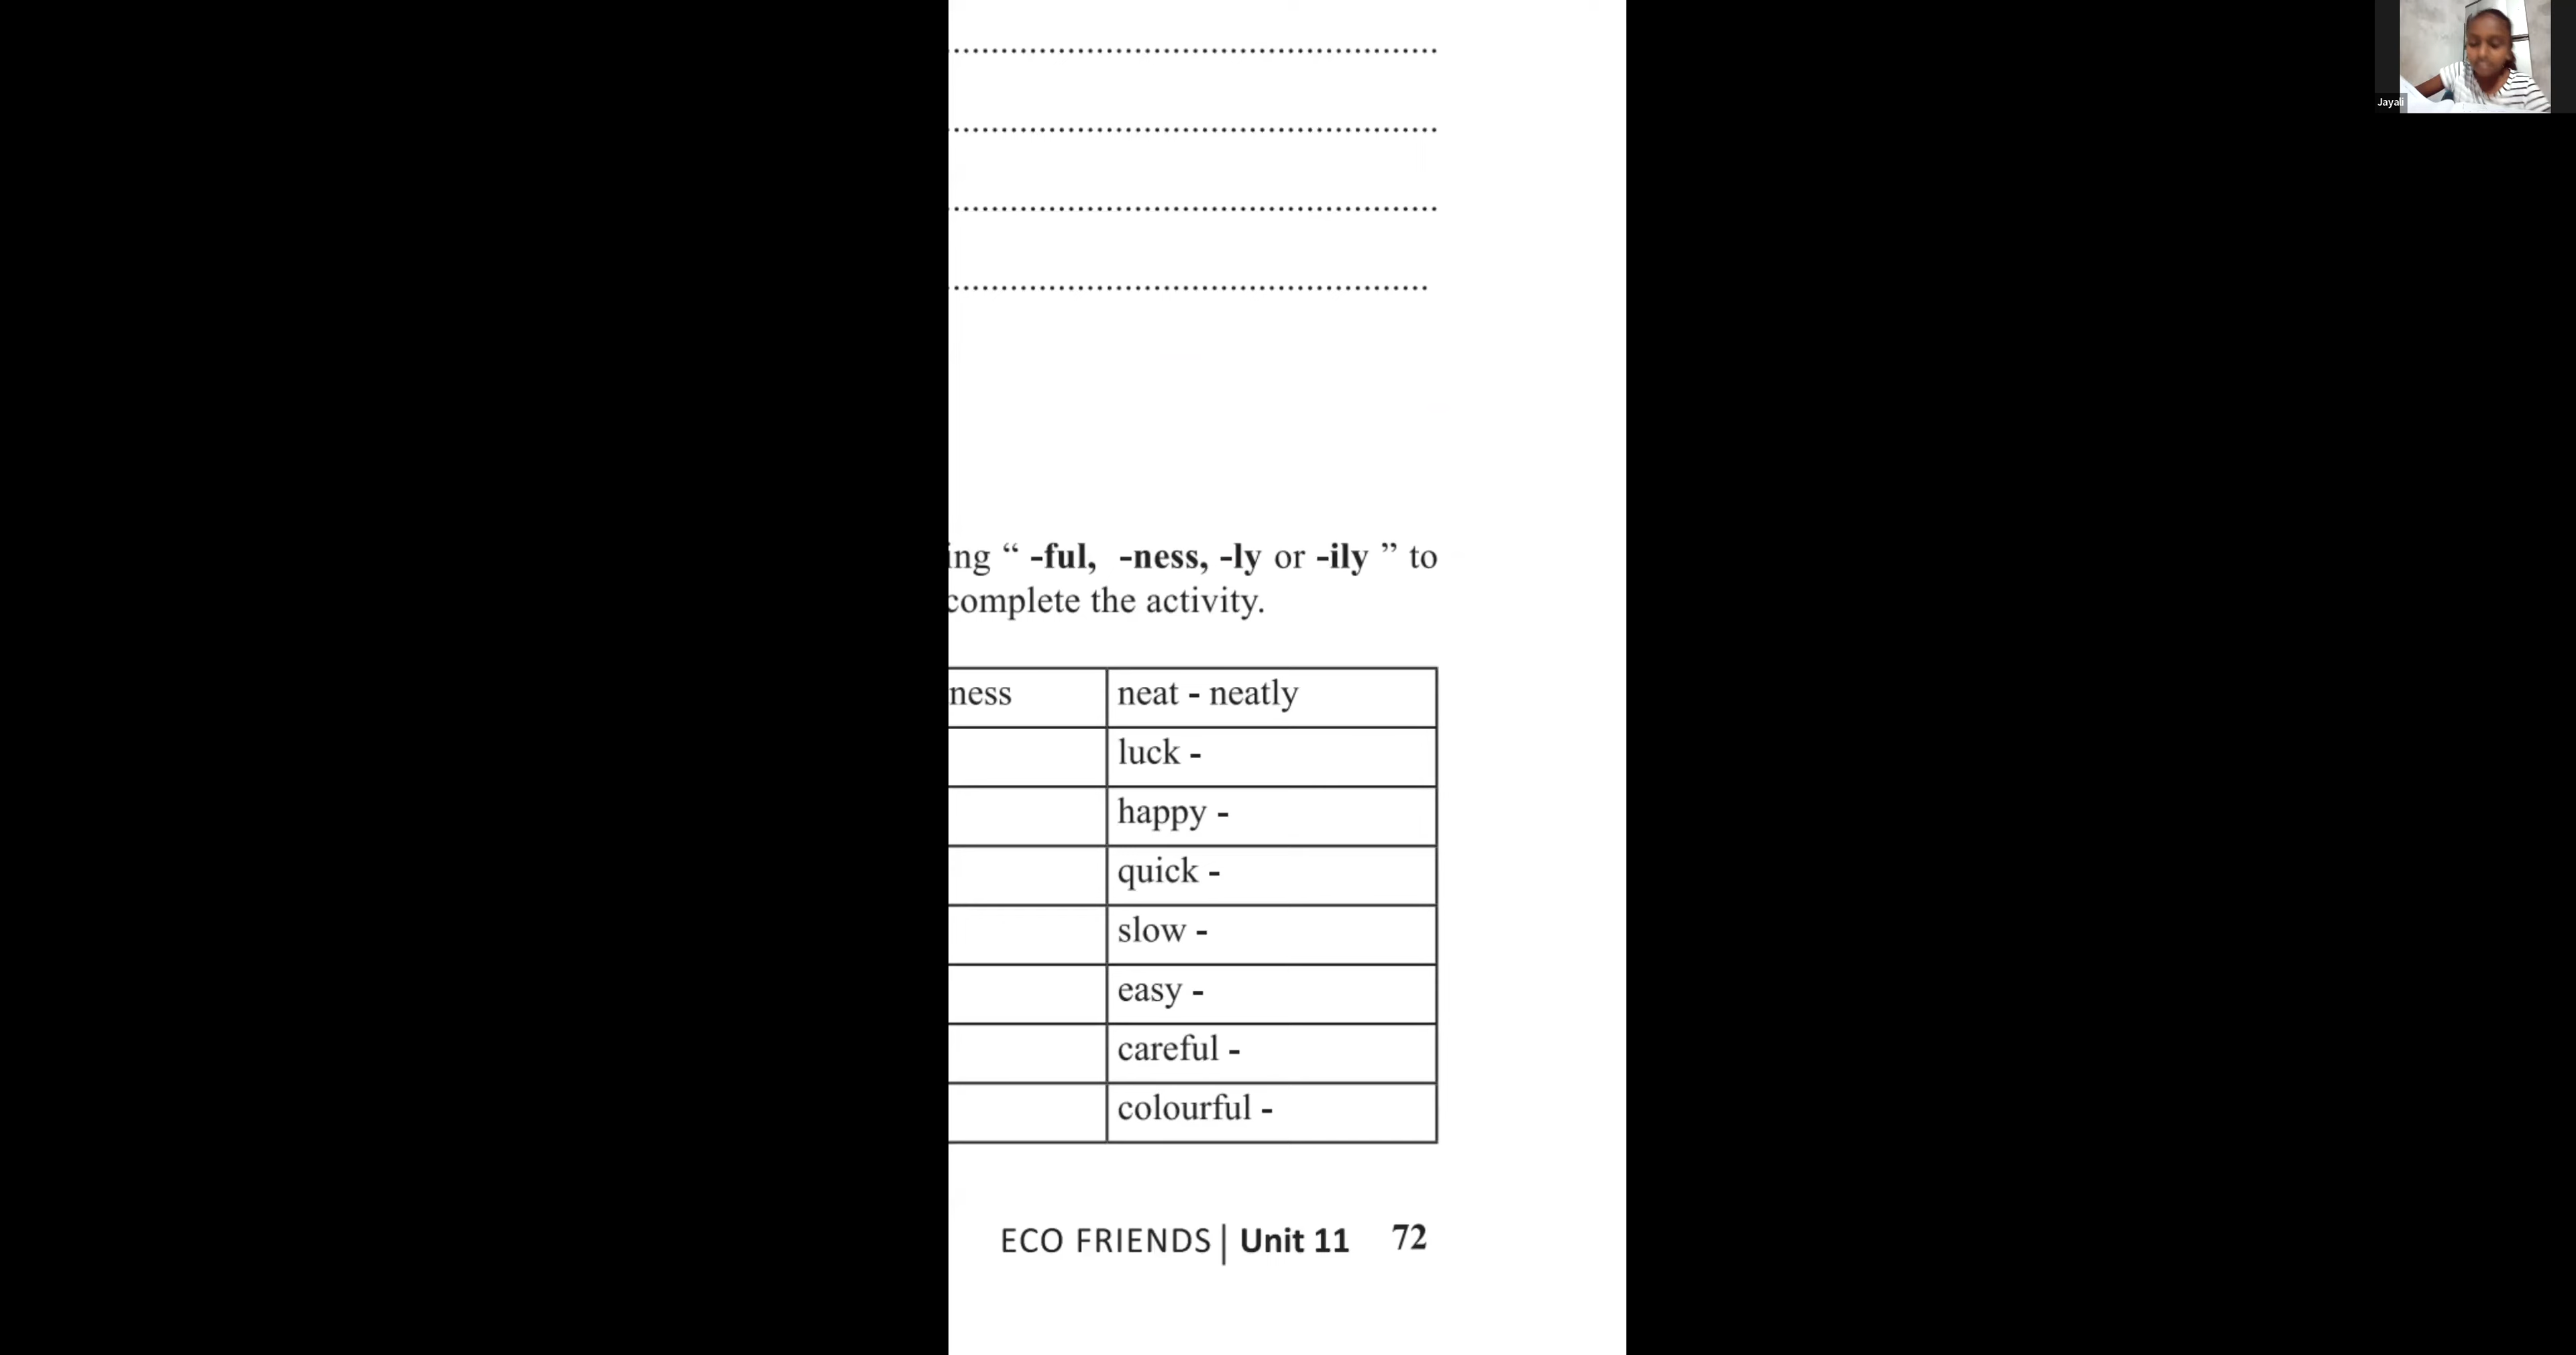 Jayali
ing “ -ful, -ness, -ly or -ily ” to
complete the activity.
ness neat - neatly
luck -
happy -
quick -
slow -
easy -
careful -
colourful -
ECO FRIENDS | Unit 11 72